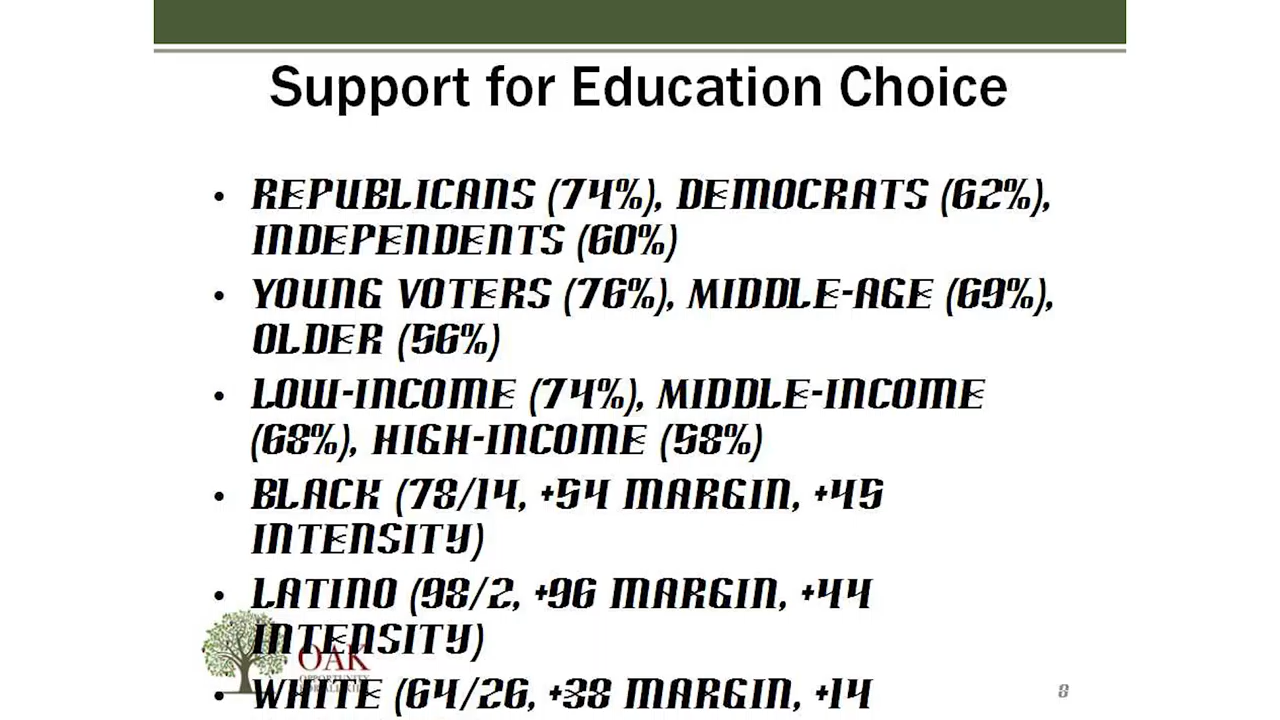 Support for Education Choice
• REPUBLICANS (74%), DEMOCRATS (62%),
INDEPENDENTS (60%)
• YOUNG VOTERS (76%), MIDDLE-AGE (69%),
OLDER (56%)
• LOW-INCOME (74%), MIDDLE-INCOME
(68%), HIGH-INCOME (58%)
• BLACK (78/14, +54 MARGIN, +45
INTENSITY)
• LATINO (98/2, +96 MARGIN, +44
INTENSITY)
OAK
OPPORTUNITY
• WHITE (64/26, +38 MARGIN, +14
8